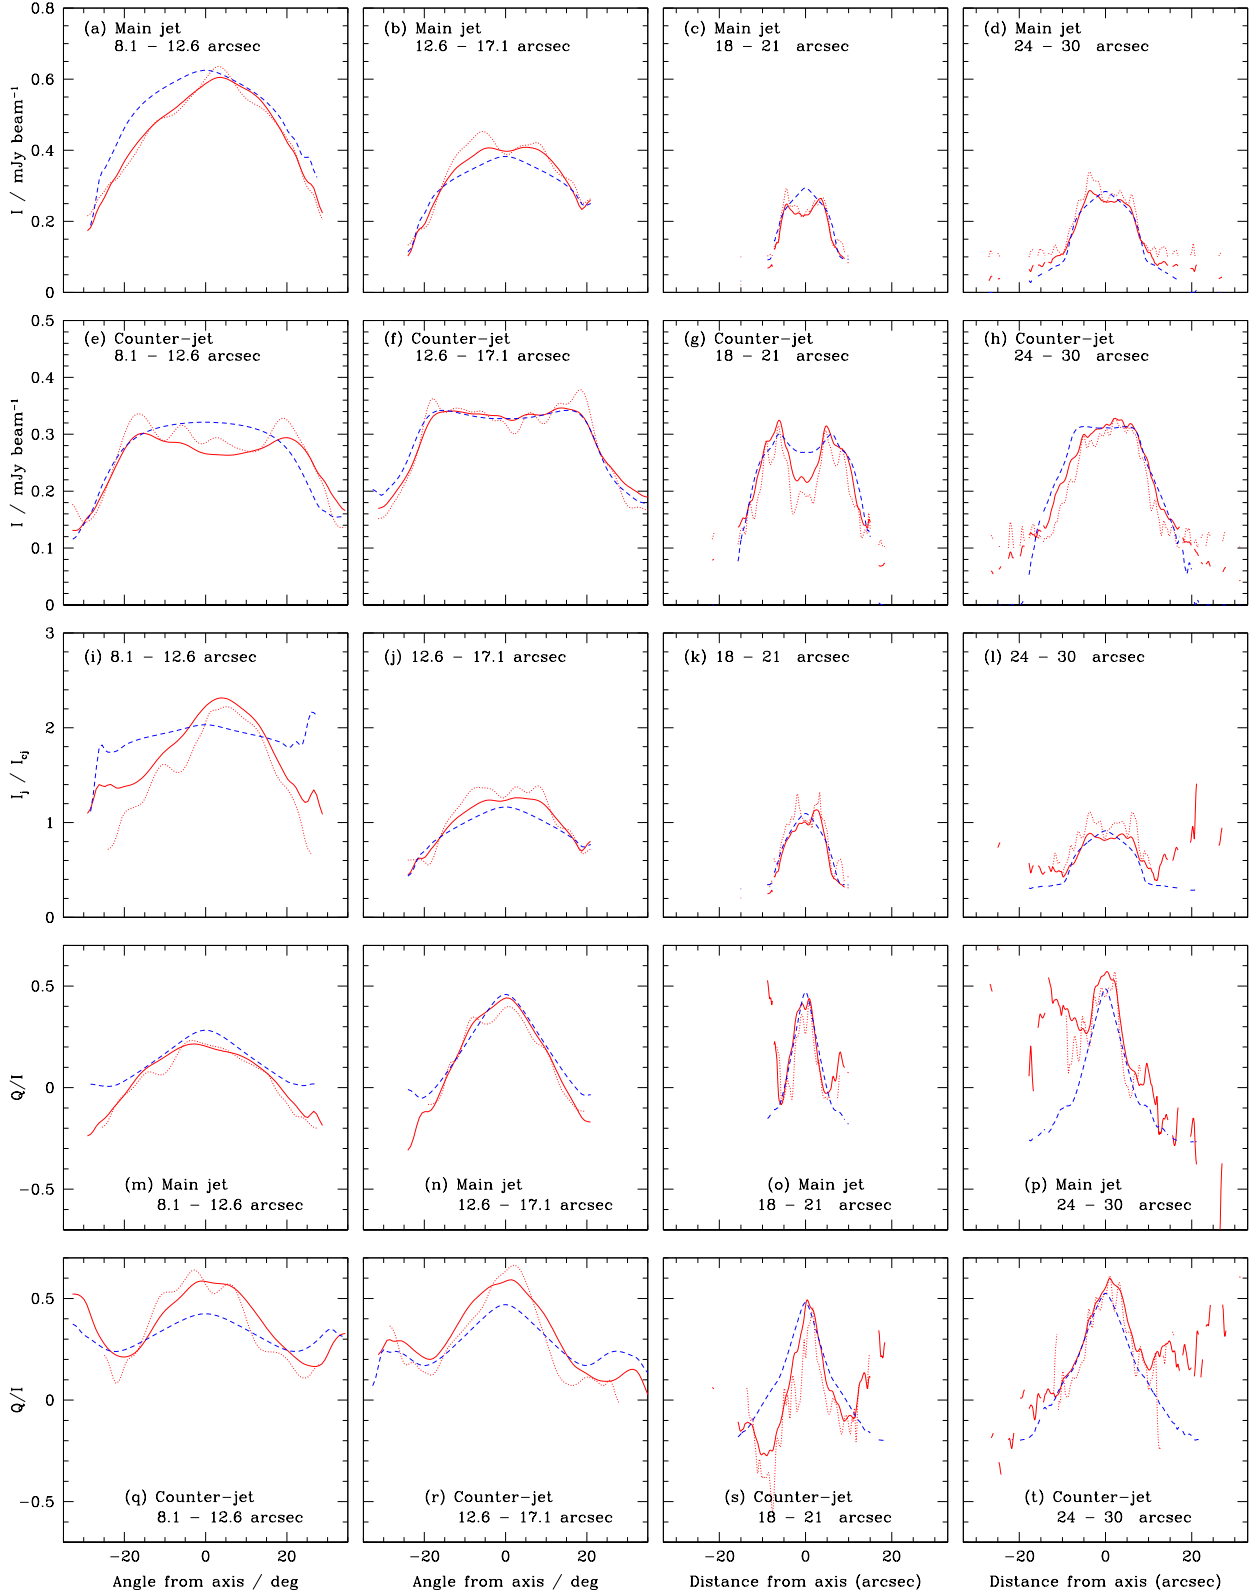 0.8
0.6
0.4
0.2
0
I / mJy beam⁻¹
(a) Main jet
8.1 − 12.6 arcsec
(b) Main jet
12.6 − 17.1 arcsec
(c) Main jet
18 − 21 arcsec
(d) Main jet
24 − 30 arcsec
0.5
0.4
0.3
0.2
0.1
0
I / mJy beam⁻¹
(e) Counter−jet
8.1 − 12.6 arcsec
(f) Counter−jet
12.6 − 17.1 arcsec
(g) Counter−jet
18 − 21 arcsec
(h) Counter−jet
24 − 30 arcsec
3
2
1
0
I_j / I_cj
(i) 8.1 − 12.6 arcsec
(j) 12.6 − 17.1 arcsec
(k) 18 − 21 arcsec
(l) 24 − 30 arcsec
0.5
0
−0.5
Q/I
(m) Main jet
8.1 − 12.6 arcsec
(n) Main jet
12.6 − 17.1 arcsec
(o) Main jet
18 − 21 arcsec
(p) Main jet
24 − 30 arcsec
0.5
0
−0.5
Q/I
(q) Counter−jet
8.1 − 12.6 arcsec
(r) Counter−jet
12.6 − 17.1 arcsec
(s) Counter−jet
18 − 21 arcsec
(t) Counter−jet
24 − 30 arcsec
−20 0 20
−20 0 20
−20 0 20
−20 0 20
Angle from axis / deg
Angle from axis / deg
Distance from axis (arcsec)
Distance from axis (arcsec)